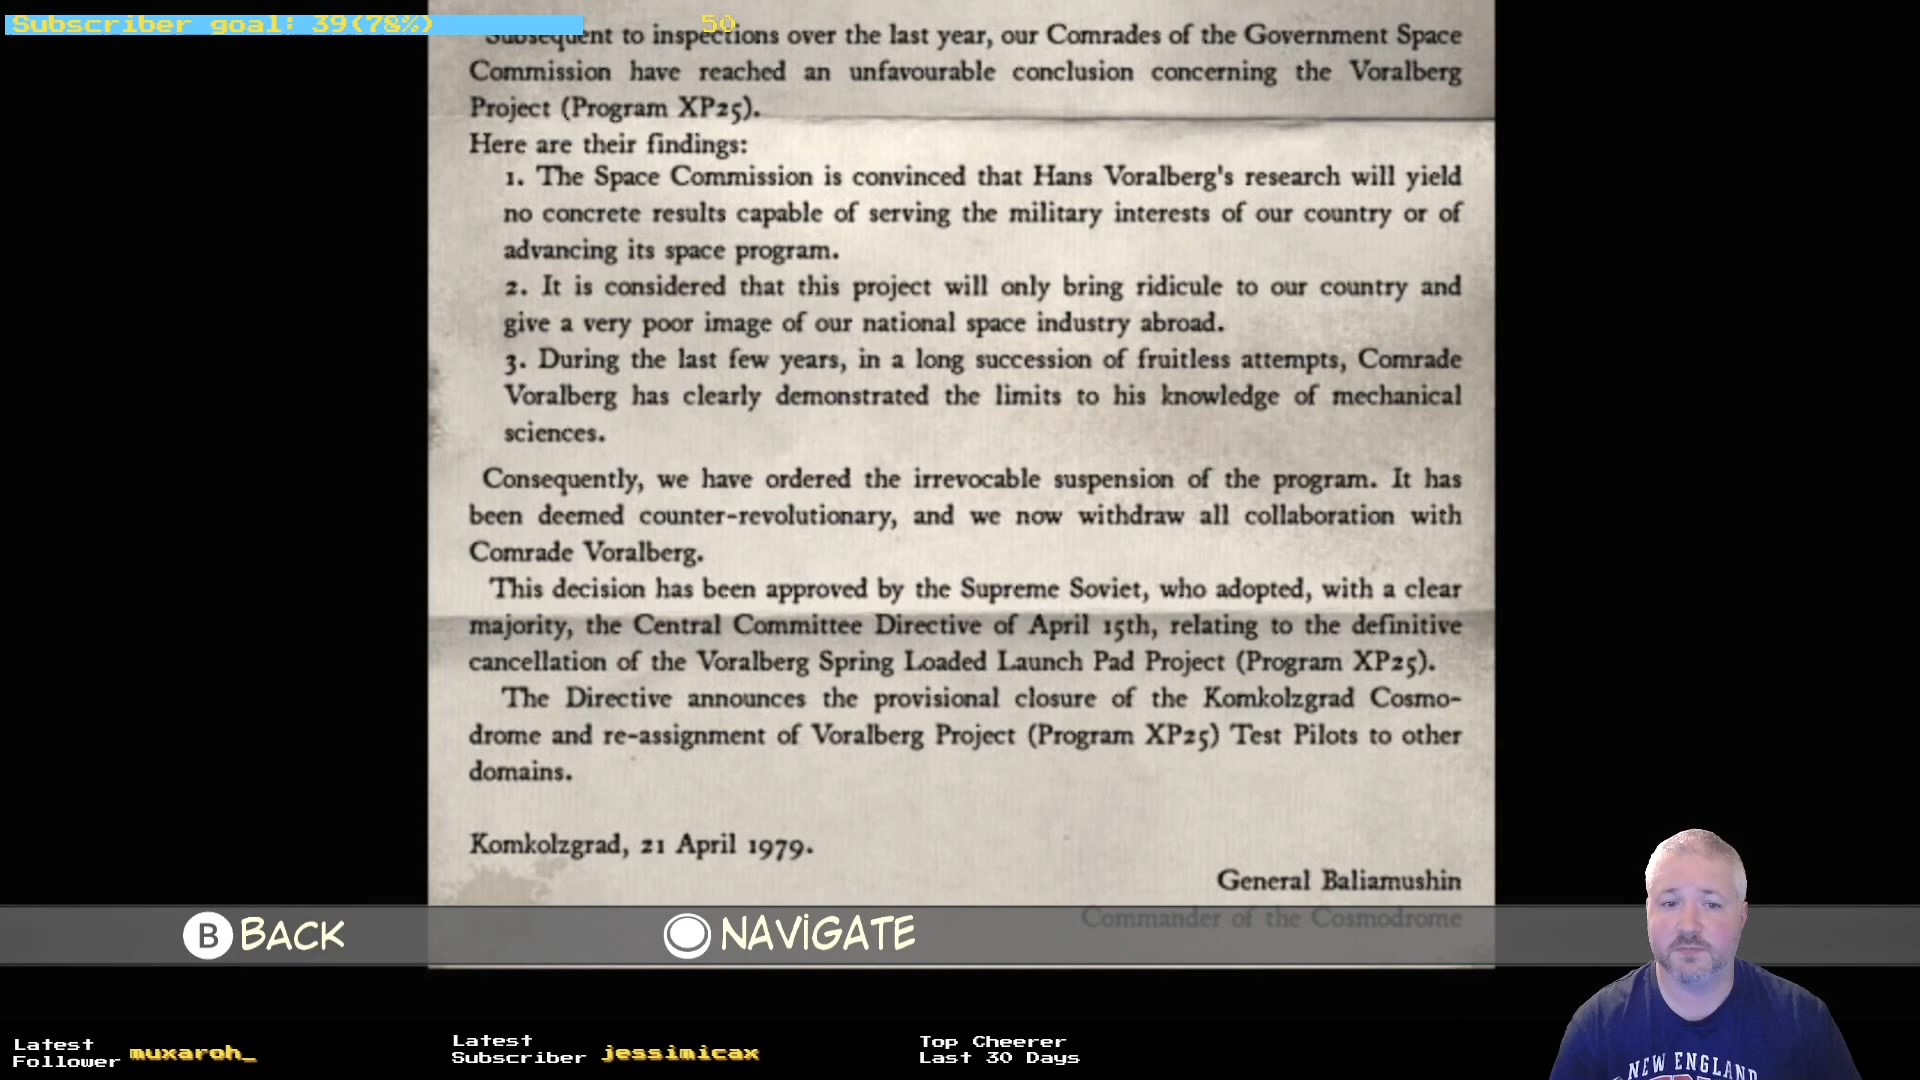 Subscriber goal: 39(78%)
50
Subsequent to inspections over the last year, our Comrades of the Government Space
Commission have reached an unfavourable conclusion concerning the Voralberg
Project (Program XP25).
Here are their findings:
1. The Space Commission is convinced that Hans Voralberg's research will yield
no concrete results capable of serving the military interests of our country or of
advancing its space program.
2. It is considered that this project will only bring ridicule to our country and
give a very poor image of our national space industry abroad.
3. During the last few years, in a long succession of fruitless attempts, Comrade
Voralberg has clearly demonstrated the limits to his knowledge of mechanical
sciences.
Consequently, we have ordered the irrevocable suspension of the program. It has
been deemed counter-revolutionary, and we now withdraw all collaboration with
Comrade Voralberg.
This decision has been approved by the Supreme Soviet, who adopted, with a clear
majority, the Central Committee Directive of April 15th, relating to the definitive
cancellation of the Voralberg Spring Loaded Launch Pad Project (Program XP25).
The Directive announces the provisional closure of the Komkolzgrad Cosmo-
drome and re-assignment of Voralberg Project (Program XP25) Test Pilots to other
domains.
Komkolzgrad, 21 April 1979.
General Baliamushin
Commander of the Cosmodrome
B BACK
NAVIGATE
Latest
Follower muxaroh_
Latest
Subscriber jessimicax
Top Cheerer
Last 30 Days
NEW ENGLAND